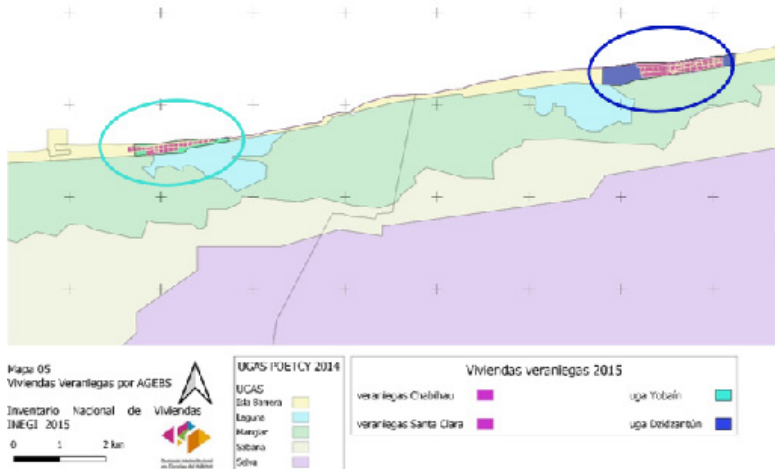 Mapa 05
Viviendas Veraniegas por AGEBS
Inventario Nacional de Viviendas
INEGI 2015
0 1 2 km
UGAS POETCY 2014
UGAS
Isla Barrera
Laguna
Manglar
Sabana
Selva
Viviendas veraniegas 2015
veraniegas Chabihau
uga Yobaín
veraniegas Santa Clara
uga Dzidzantún